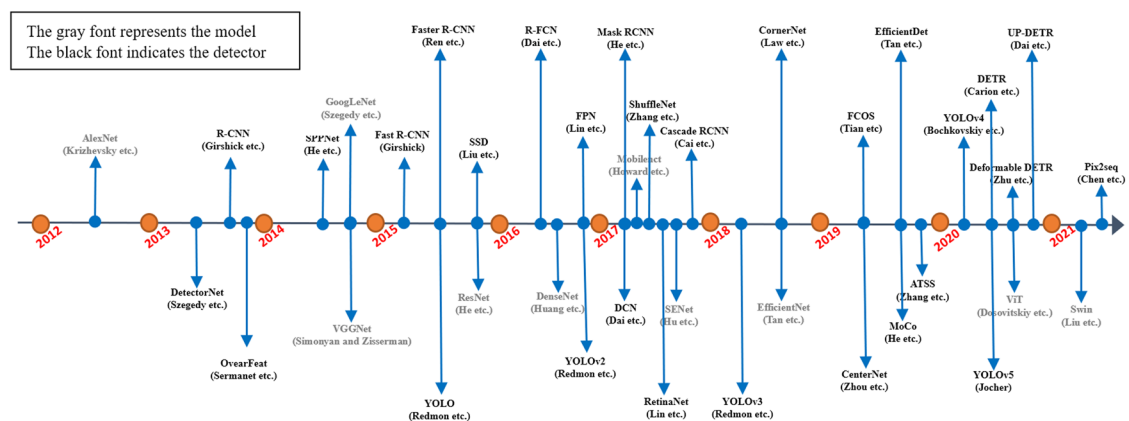 The gray font represents the model
The black font indicates the detector
AlexNet
(Krizhevsky etc.)
R-CNN
(Girshick etc.)
SPPNet
(He etc.)
GoogLeNet
(Szegedy etc.)
Fast R-CNN
(Girshick)
Faster R-CNN
(Ren etc.)
SSD
(Liu etc.)
R-FCN
(Dai etc.)
FPN
(Lin etc.)
Mask RCNN
(He etc.)
Mobilenet
(Howard etc.)
ShuffleNet
(Zhang etc.)
Cascade RCNN
(Cai etc.)
CornerNet
(Law etc.)
FCOS
(Tian etc)
EfficientDet
(Tan etc.)
YOLOv4
(Bochkovskiy etc.)
DETR
(Carion etc.)
Deformable DETR
(Zhu etc.)
UP-DETR
(Dai etc.)
Pix2seq
(Chen etc.)
2012
2013
2014
2015
2016
2017
2018
2019
2020
2021
DetectorNet
(Szegedy etc.)
OvearFeat
(Sermanet etc.)
VGGNet
(Simonyan and Zisserman)
YOLO
(Redmon etc.)
ResNet
(He etc.)
DenseNet
(Huang etc.)
YOLOv2
(Redmon etc.)
DCN
(Dai etc.)
RetinaNet
(Lin etc.)
SENet
(Hu etc.)
YOLOv3
(Redmon etc.)
EfficientNet
(Tan etc.)
CenterNet
(Zhou etc.)
MoCo
(He etc.)
ATSS
(Zhang etc.)
YOLOv5
(Jocher)
ViT
(Dosovitskiy etc.)
Swin
(Liu etc.)